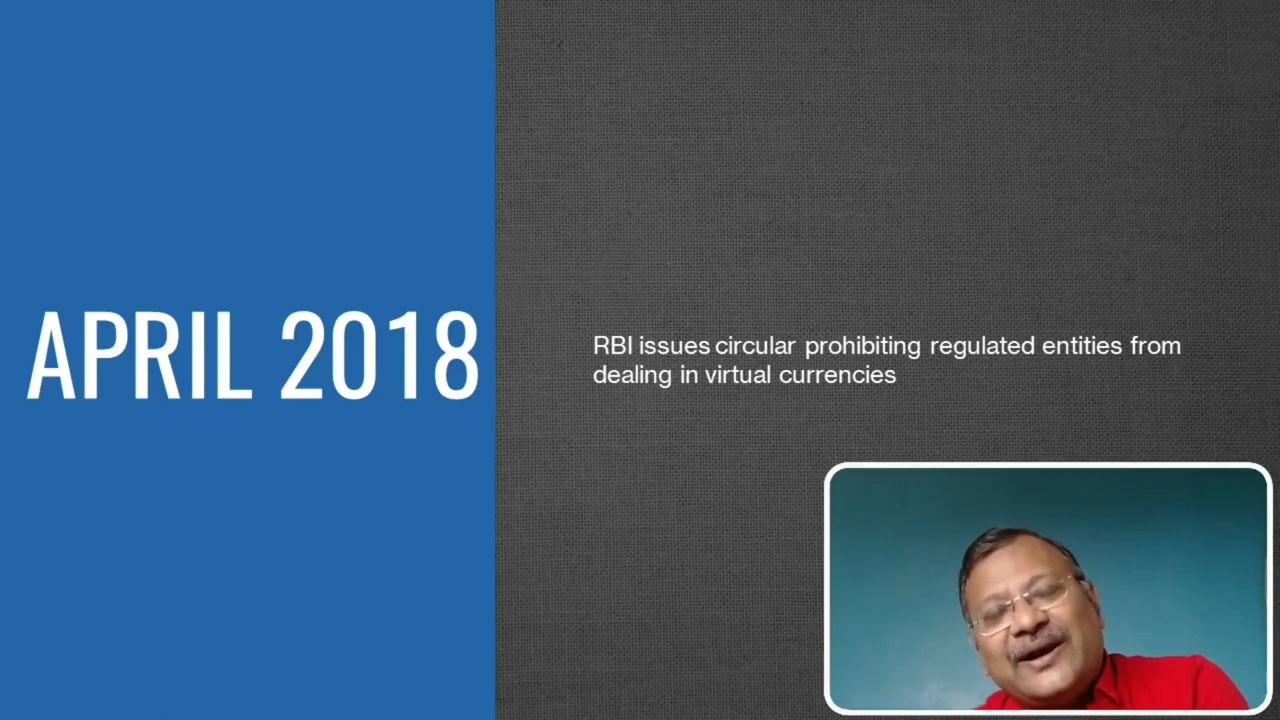 APRIL 2018
RBI issues circular prohibiting regulated entities from
dealing in virtual currencies